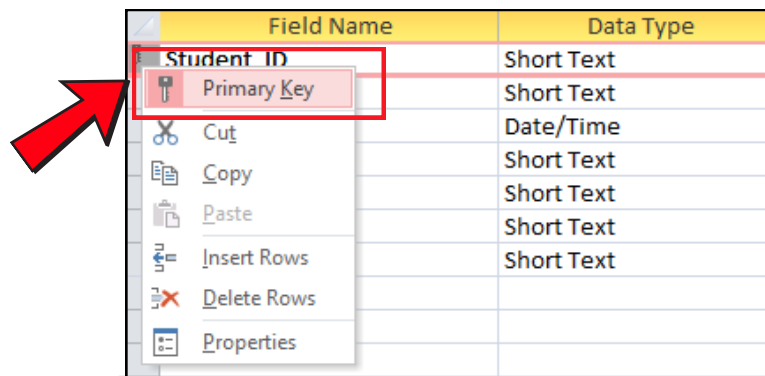 Field Name Data Type
Student_ID Short Text
Primary Key Short Text
Cut Date/Time
Copy Short Text
Paste Short Text
Short Text
Insert Rows Short Text
Delete Rows
Properties